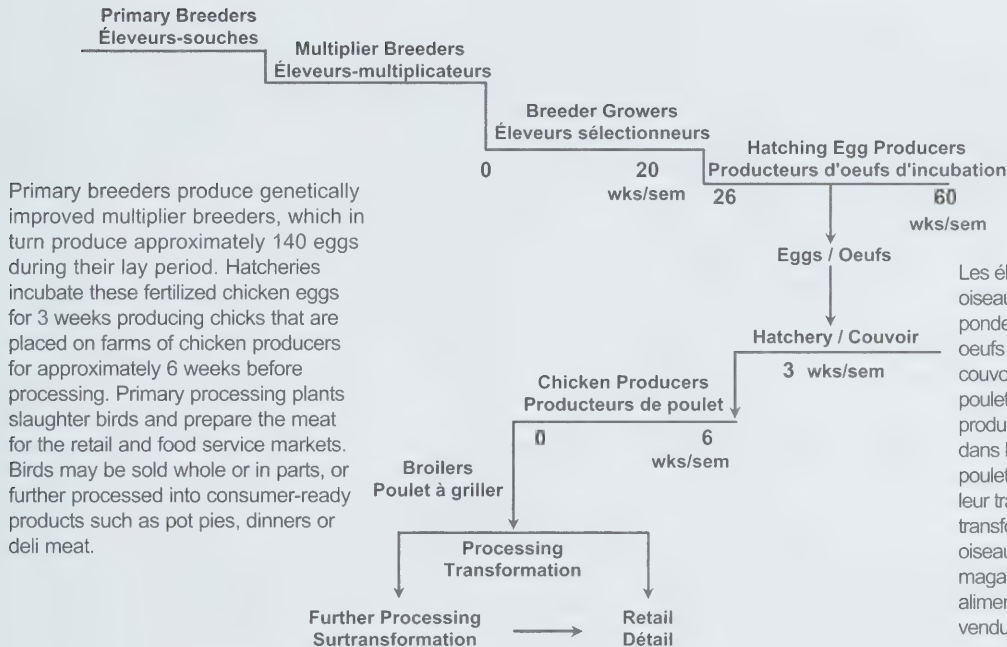 Primary Breeders
Éleveurs-souches
Multiplier Breeders
Éleveurs-multiplicateurs
Breeder Growers
Éleveurs sélectionneurs
0 20
wks/sem
Hatching Egg Producers
Producteurs d'oeufs d'incubation
26 60
wks/sem
Primary breeders produce genetically
improved multiplier breeders, which in
turn produce approximately 140 eggs
during their lay period. Hatcheries
incubate these fertilized chicken eggs
for 3 weeks producing chicks that are
placed on farms of chicken producers
for approximately 6 weeks before
processing. Primary processing plants
slaughter birds and prepare the meat
for the retail and food service markets.
Birds may be sold whole or in parts, or
further processed into consumer-ready
products such as pot pies, dinners or
deli meat.
Eggs / Oeufs
Hatchery / Couvoir
3 wks/sem
Chicken Producers
Producteurs de poulet
0 6
wks/sem
Broilers
Poulet à griller
Processing
Transformation
Further Processing
Surtransformation
Retail
Détail
Les él
oiseau
ponde
oeufs
couvoi
poulet
produ
dans l
poulet
leur tra
transfo
oiseau
maga
alimen
vendu